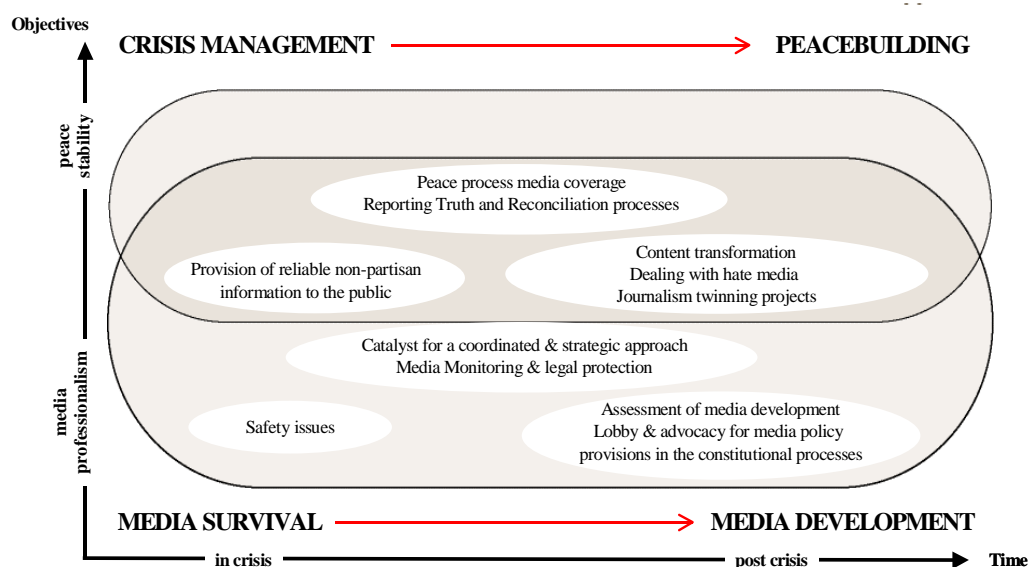 Objectives
CRISIS MANAGEMENT
PEACEBUILDING
peace
stability
Peace process media coverage
Reporting Truth and Reconciliation processes
Provision of reliable non-partisan
information to the public
Content transformation
Dealing with hate media
Journalism twinning projects
media
professionalism
Catalyst for a coordinated & strategic approach
Media Monitoring & legal protection
Safety issues
Assessment of media development
Lobby & advocacy for media policy
provisions in the constitutional processes
MEDIA SURVIVAL
MEDIA DEVELOPMENT
in crisis
post crisis
Time